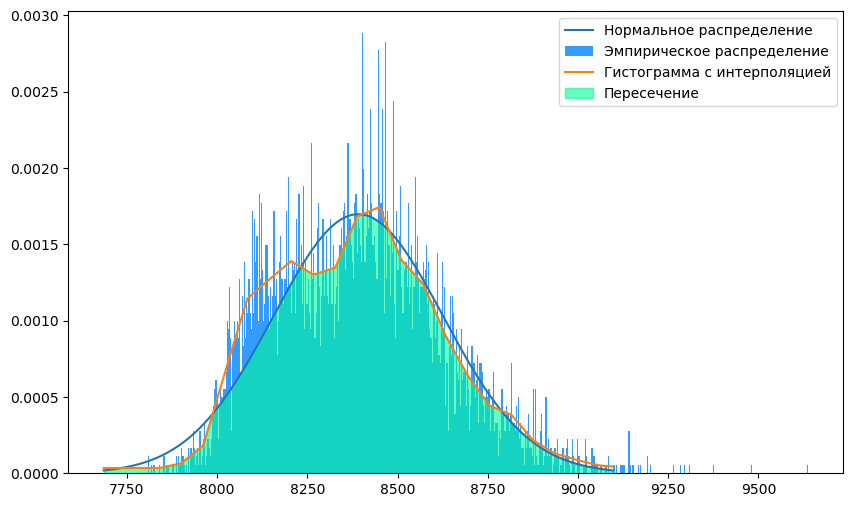 0.0030
0.0025
0.0020
0.0015
0.0010
0.0005
0.0000
Нормальное распределение
Эмпирическое распределение
Гистограмма с интерполяцией
Пересечение
7750 8000 8250 8500 8750 9000 9250 9500